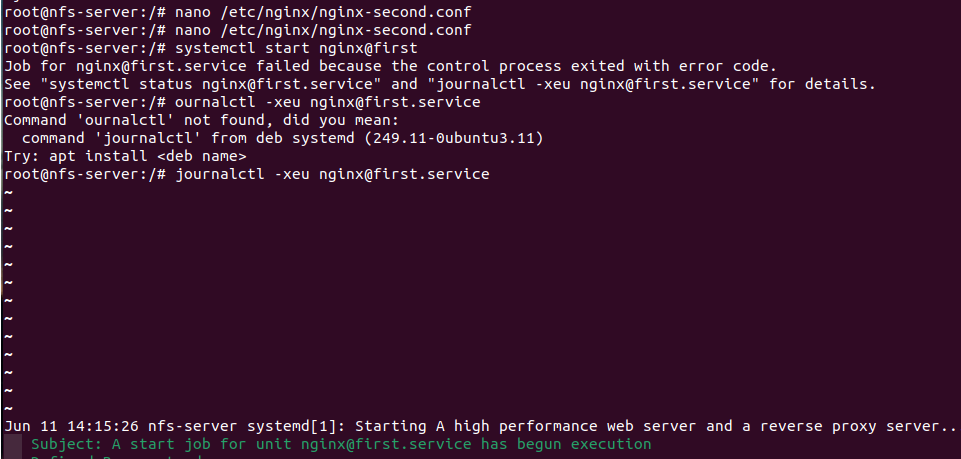 root@nfs-server:/# nano /etc/nginx/nginx-second.conf
root@nfs-server:/# nano /etc/nginx/nginx-second.conf
root@nfs-server:/# systemctl start nginx@first
Job for nginx@first.service failed because the control process exited with error code.
See "systemctl status nginx@first.service" and "journalctl -xeu nginx@first.service" for details.
root@nfs-server:/# ournalctl -xeu nginx@first.service
Command 'ournalctl' not found, did you mean:
  command 'journalctl' from deb systemd (249.11-0ubuntu3.11)
Try: apt install <deb name>
root@nfs-server:/# journalctl -xeu nginx@first.service
~
~
~
~
~
~
~
~
~
~
~
~
~
Jun 11 14:15:26 nfs-server systemd[1]: Starting A high performance web server and a reverse proxy server..
Subject: A start job for unit nginx@first.service has begun execution